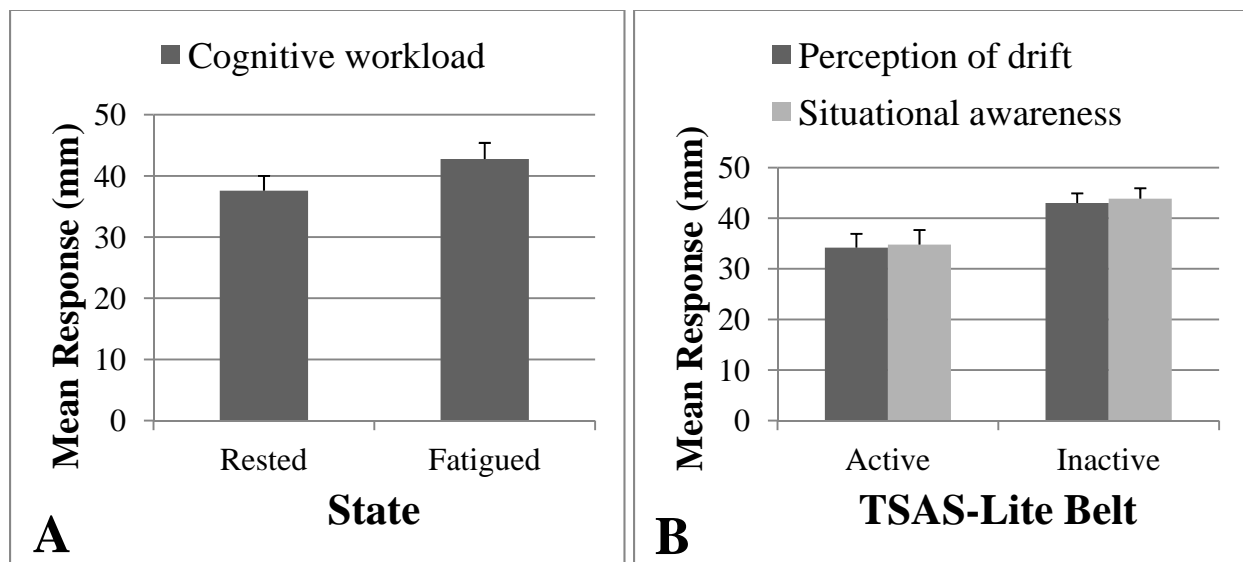 Cognitive workload
Mean Response (mm)
50
40
30
20
10
0
Rested Fatigued
State
A
Perception of drift
Situational awareness
Mean Response (mm)
50
40
30
20
10
0
Active Inactive
TSAS-Lite Belt
B